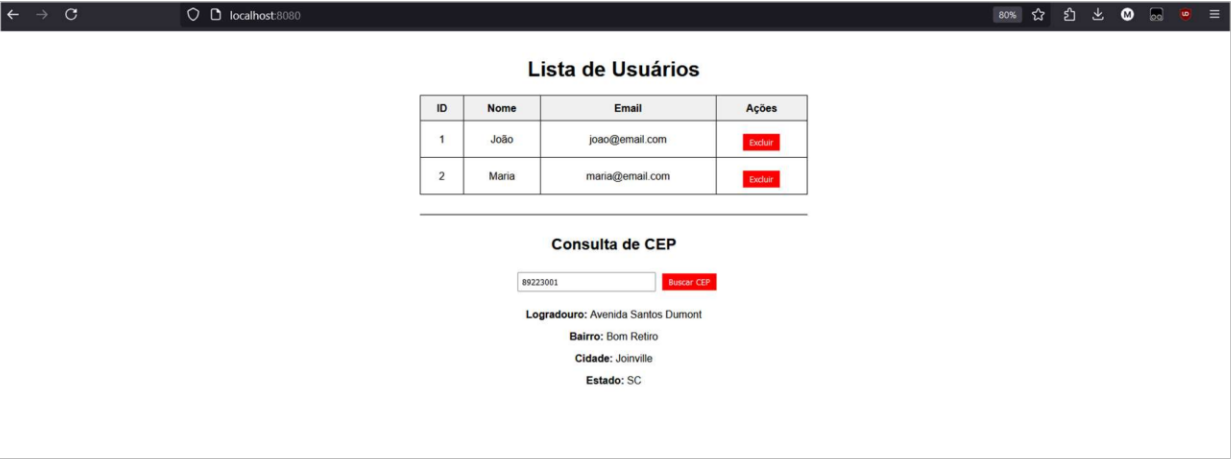 localhost:8080
80%
Lista de Usuários
ID Nome Email Ações
1 João joao@email.com Excluir
2 Maria maria@email.com Excluir
Consulta de CEP
89223001 Buscar CEP
Logradouro: Avenida Santos Dumont
Bairro: Bom Retiro
Cidade: Joinville
Estado: SC